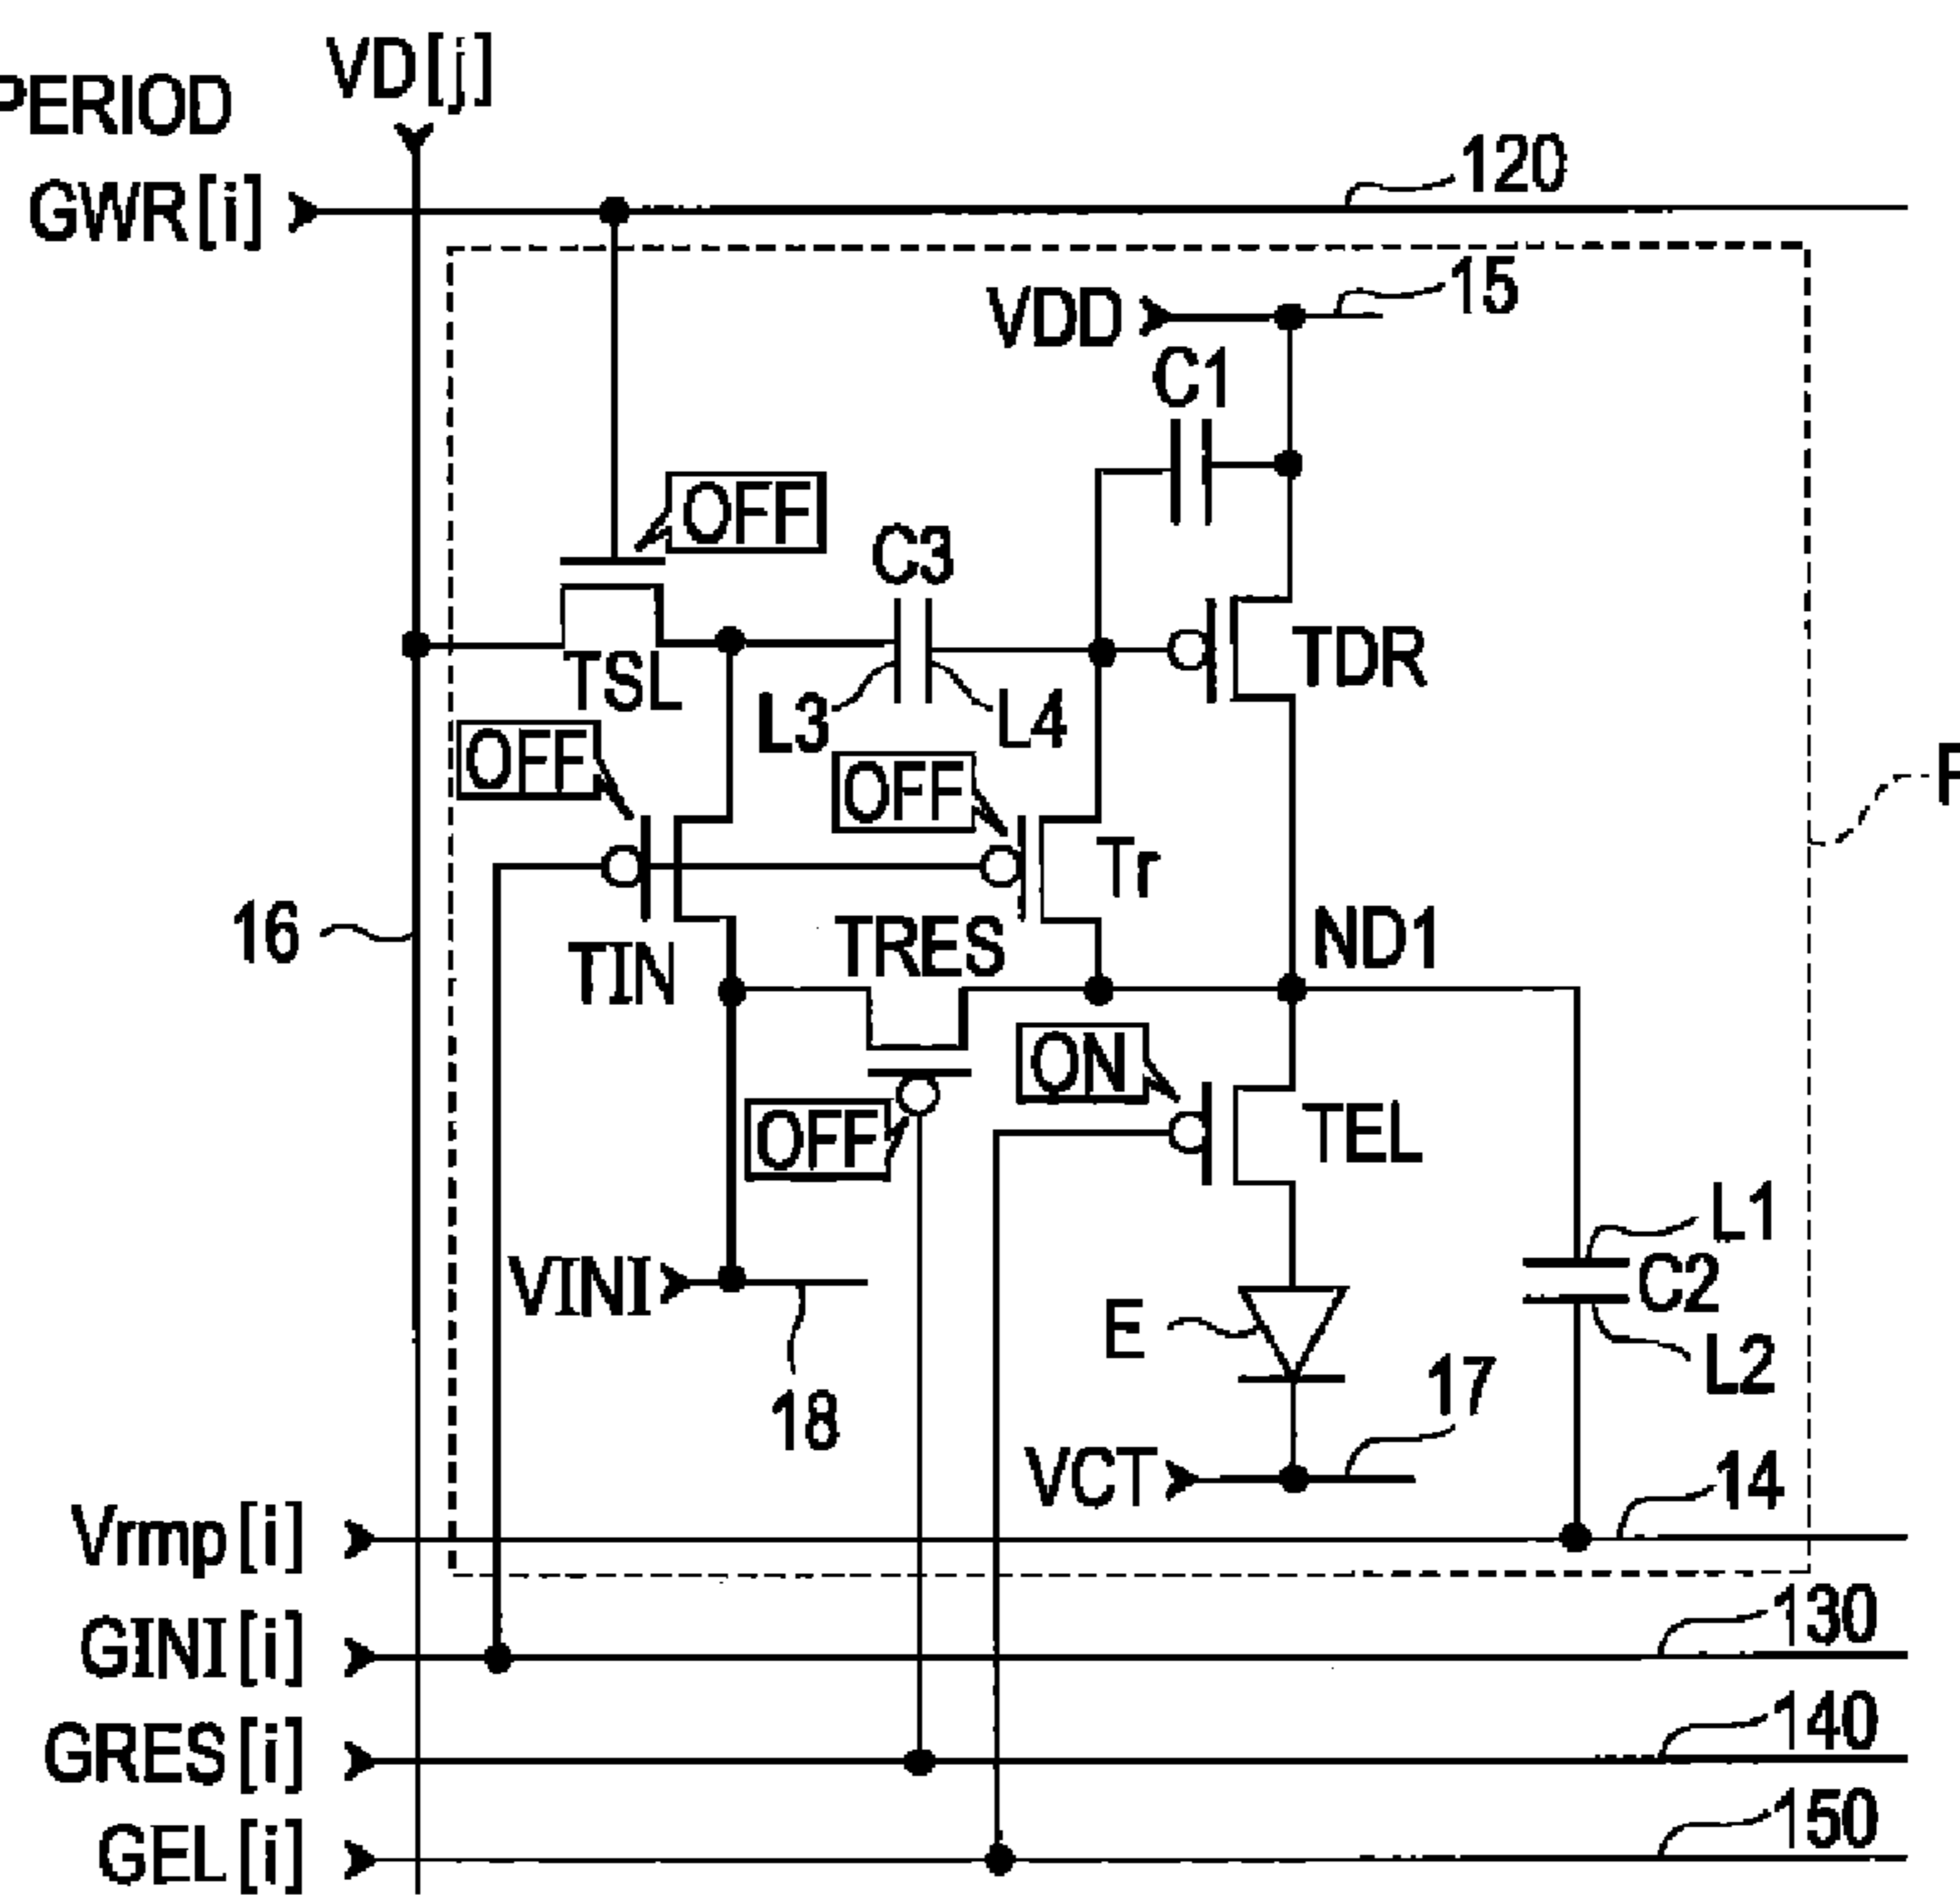 VD[j]
PERIOD
GWR[i]
120
15
VDD
C1
OFF
C3
TSL
TDR
L3
L4
OFF
OFF
Tr
16
TIN
TRES
ND1
ON
OFF
TEL
L1
C2
VINI
E
L2
18
17
VCT
14
Vrmp[i]
130
GINI[i]
140
GRES[i]
150
GEL[i]